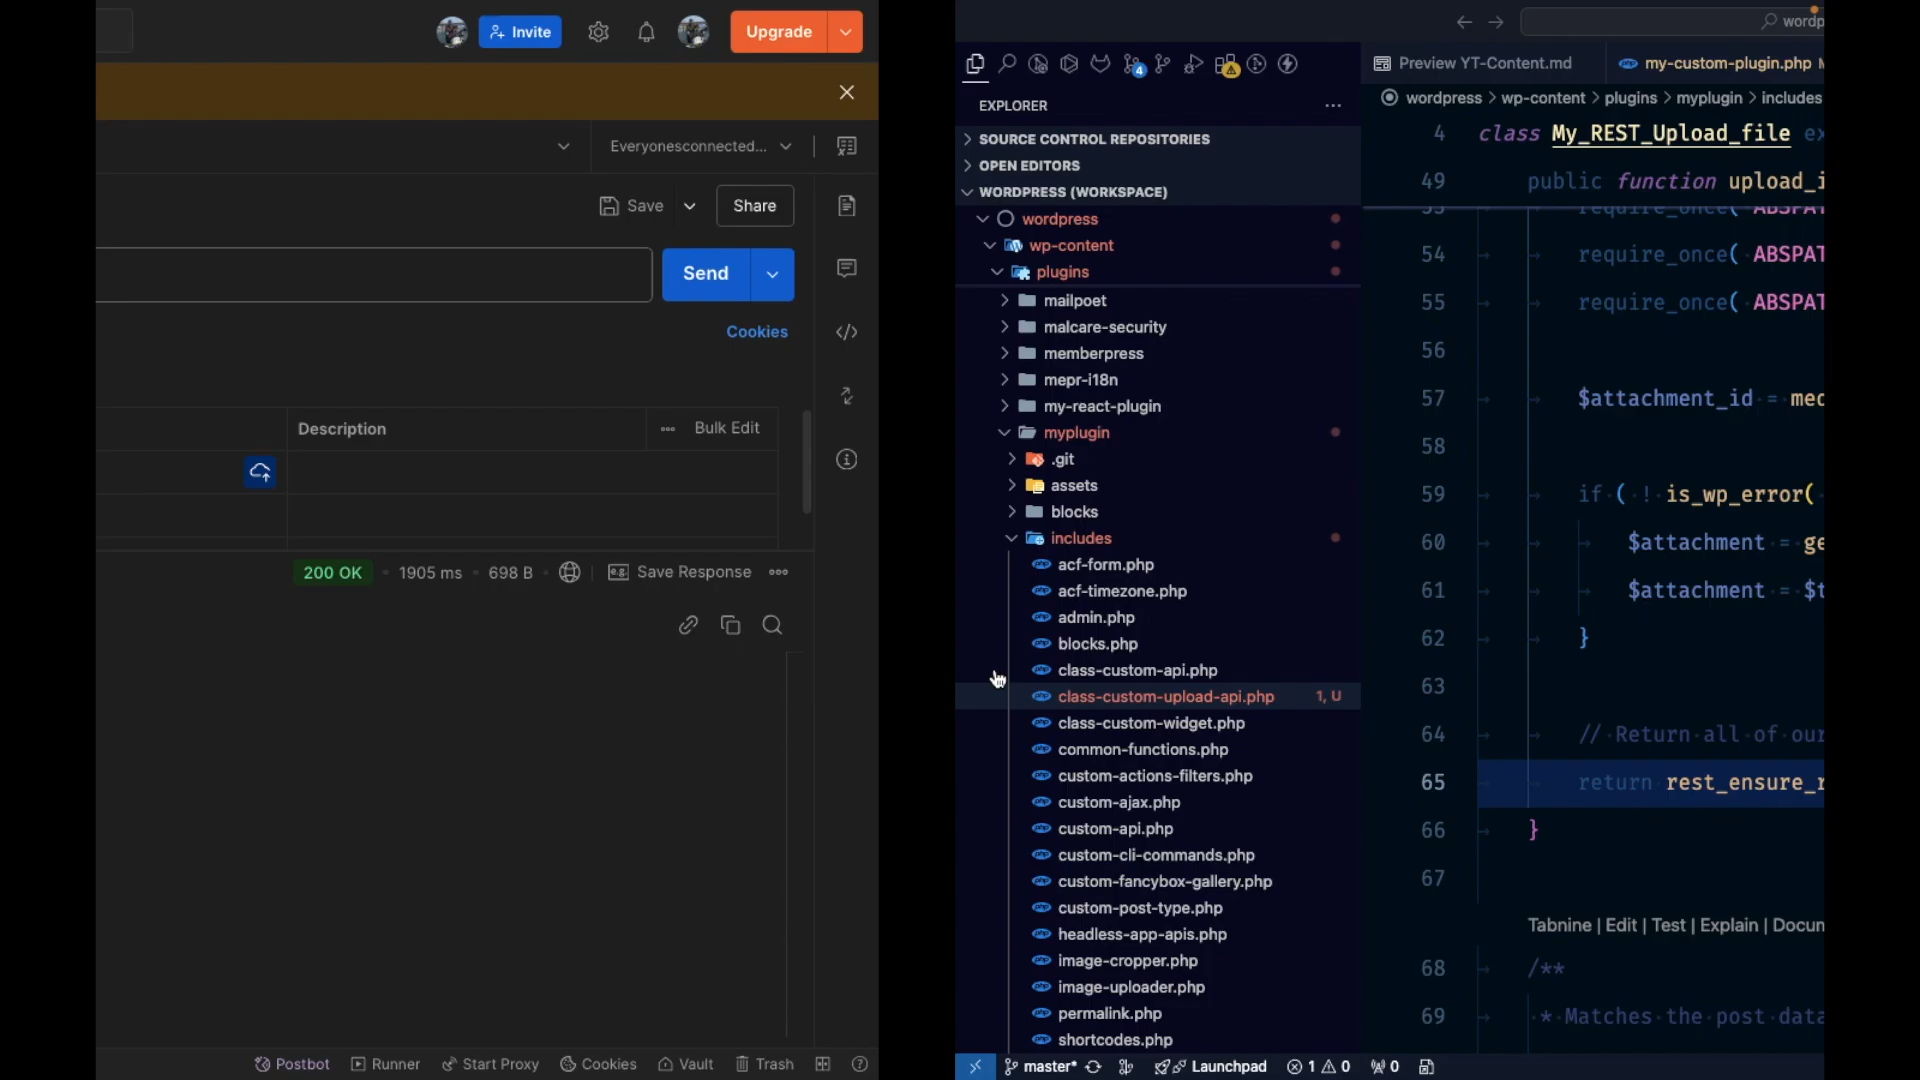 Invite
Upgrade
Everyonesconnected...
Save
Share
Send
Cookies
Description
Bulk Edit
200 OK
1905 ms
698 B
e.g.
Save Response
Postbot
Runner
Start Proxy
Cookies
Vault
Trash
wordp
4
EXPLORER
SOURCE CONTROL REPOSITORIES
OPEN EDITORS
WORDPRESS (WORKSPACE)
wordpress
wp-content
plugins
mailpoet
malcare-security
memberpress
mepr-i18n
my-react-plugin
myplugin
.git
assets
blocks
includes
acf-form.php
acf-timezone.php
admin.php
blocks.php
class-custom-api.php
class-custom-upload-api.php 1, U
class-custom-widget.php
common-functions.php
custom-actions-filters.php
custom-ajax.php
custom-api.php
custom-cli-commands.php
custom-fancybox-gallery.php
custom-post-type.php
headless-app-apis.php
image-cropper.php
image-uploader.php
permalink.php
shortcodes.php
Preview YT-Content.md
my-custom-plugin.php
wordpress > wp-content > plugins > myplugin > includes
4 class My_REST_Upload_file ex
49 public function upload_i
53 require_once( ABSPAT
54 require_once( ABSPAT
55 require_once( ABSPAT
56
57 $attachment_id = med
58
59 if ( ! is_wp_error(
60 $attachment = ge
61 $attachment = $t
62 }
63
64 // Return all of our
65 return rest_ensure_r
66 }
67
Tabnine | Edit | Test | Explain | Docum
68 /**
69 * Matches the post data
master*
Launchpad
1
0
0